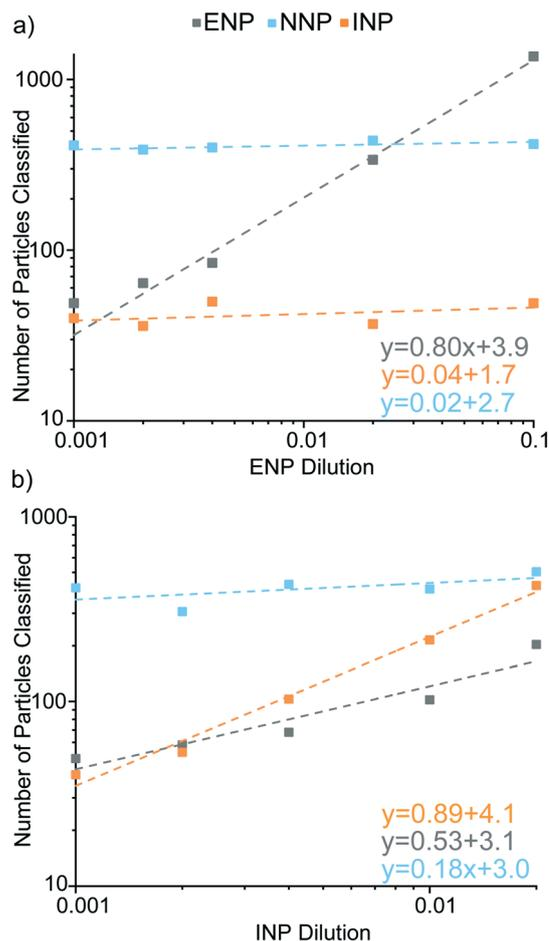 a)
ENP NNP INP
Number of Particles Classified
1000
100
10
y=0.80x+3.9
y=0.04+1.7
y=0.02+2.7
0.001 0.01 0.1
ENP Dilution
b)
Number of Particles Classified
1000
100
10
y=0.89+4.1
y=0.53+3.1
y=0.18x+3.0
0.001 0.01
INP Dilution